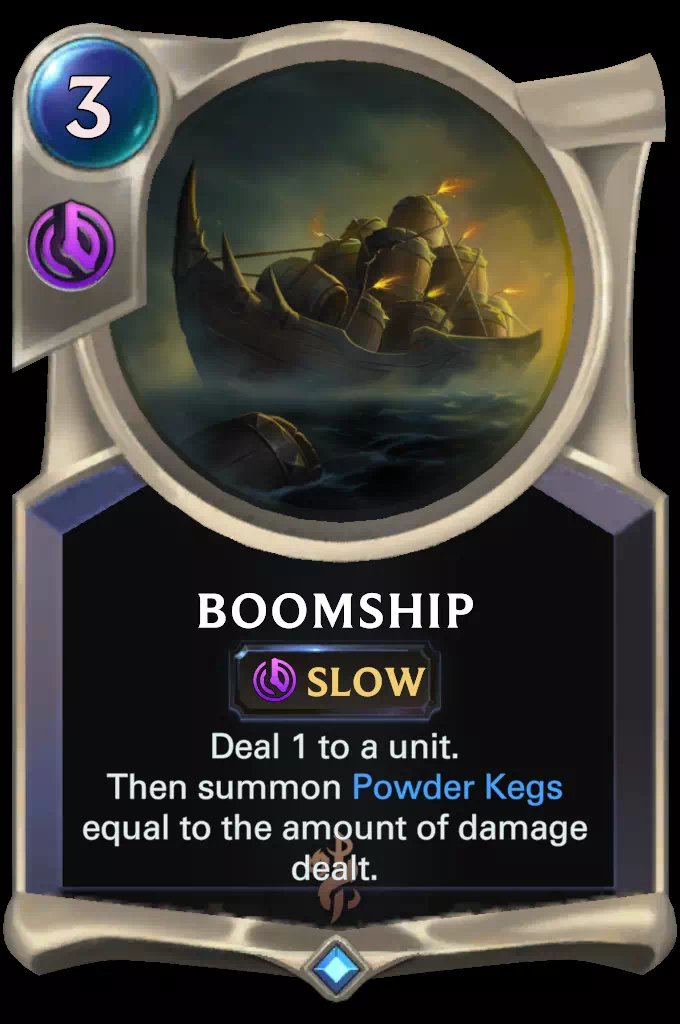 3
BOOMSHIP
SLOW
Deal 1 to a unit.
Then summon Powder Kegs
equal to the amount of damage
dealt.